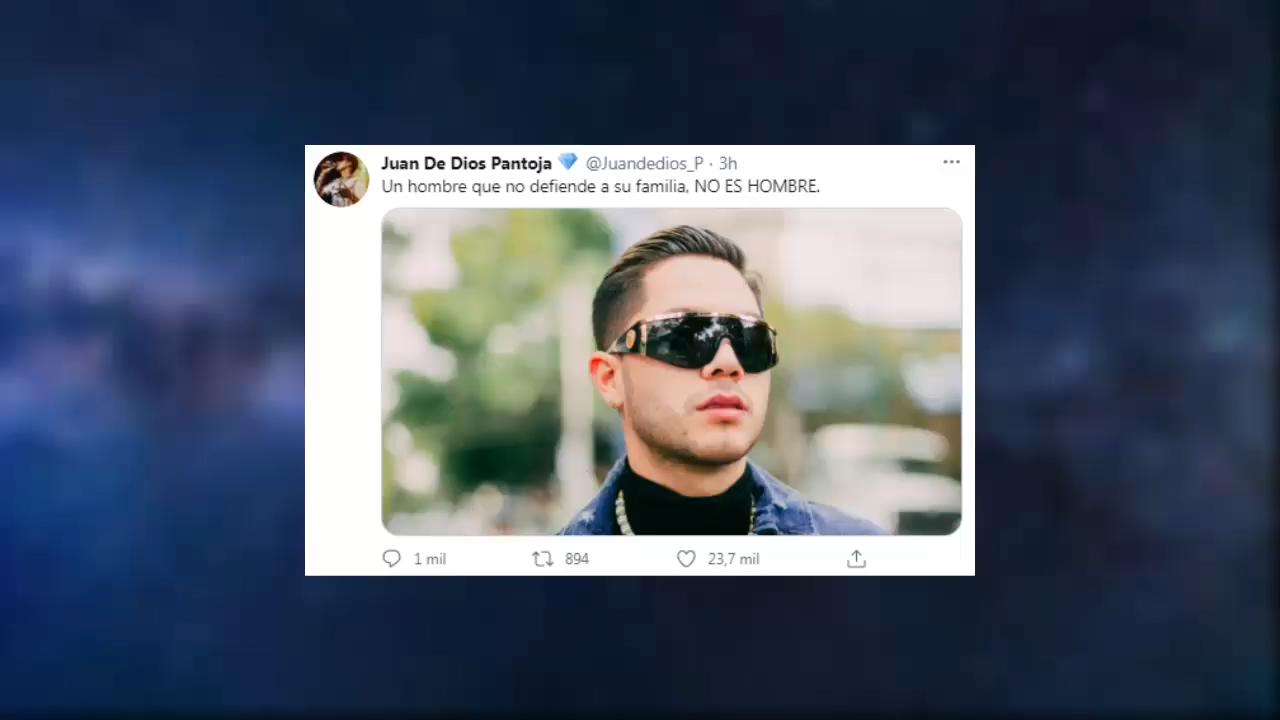 Juan De Dios Pantoja 💎 @Juandedios_P · 3h
Un hombre que no defiende a su familia, NO ES HOMBRE.
1 mil 894 23,7 mil